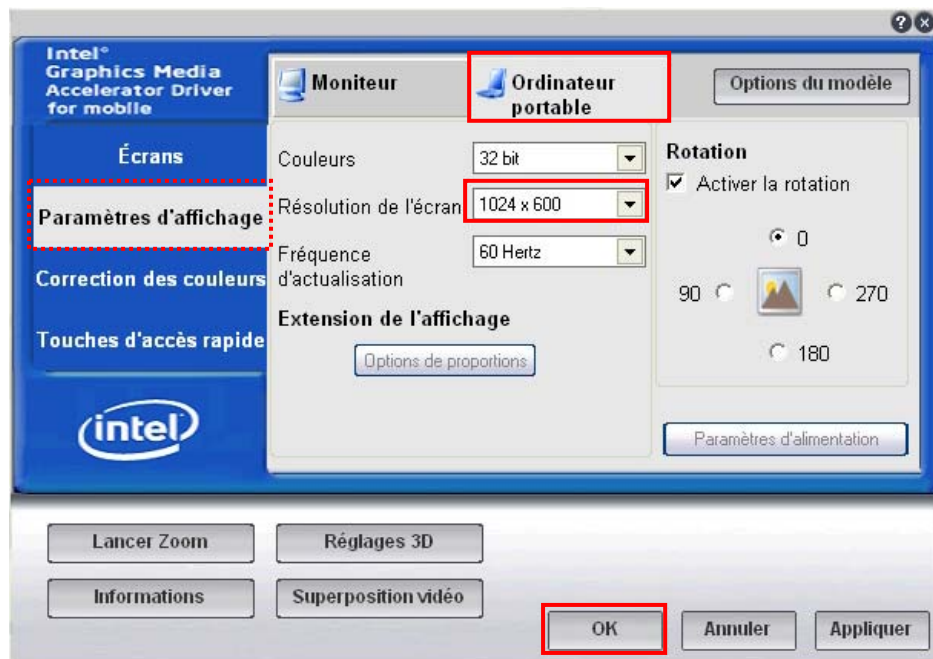 Intel®
Graphics Media
Accelerator Driver
for mobile
Moniteur
Ordinateur
portable
Options du modèle
Écrans
Paramètres d'affichage
Correction des couleurs
Touches d'accès rapide
intel
Couleurs
32 bit
Résolution de l'écran
1024 x 600
Fréquence
d'actualisation
60 Hertz
Extension de l'affichage
Options de proportions
Rotation
Activer la rotation
0
90
270
180
Paramètres d'alimentation
Lancer Zoom
Réglages 3D
Informations
Superposition vidéo
OK
Annuler
Appliquer